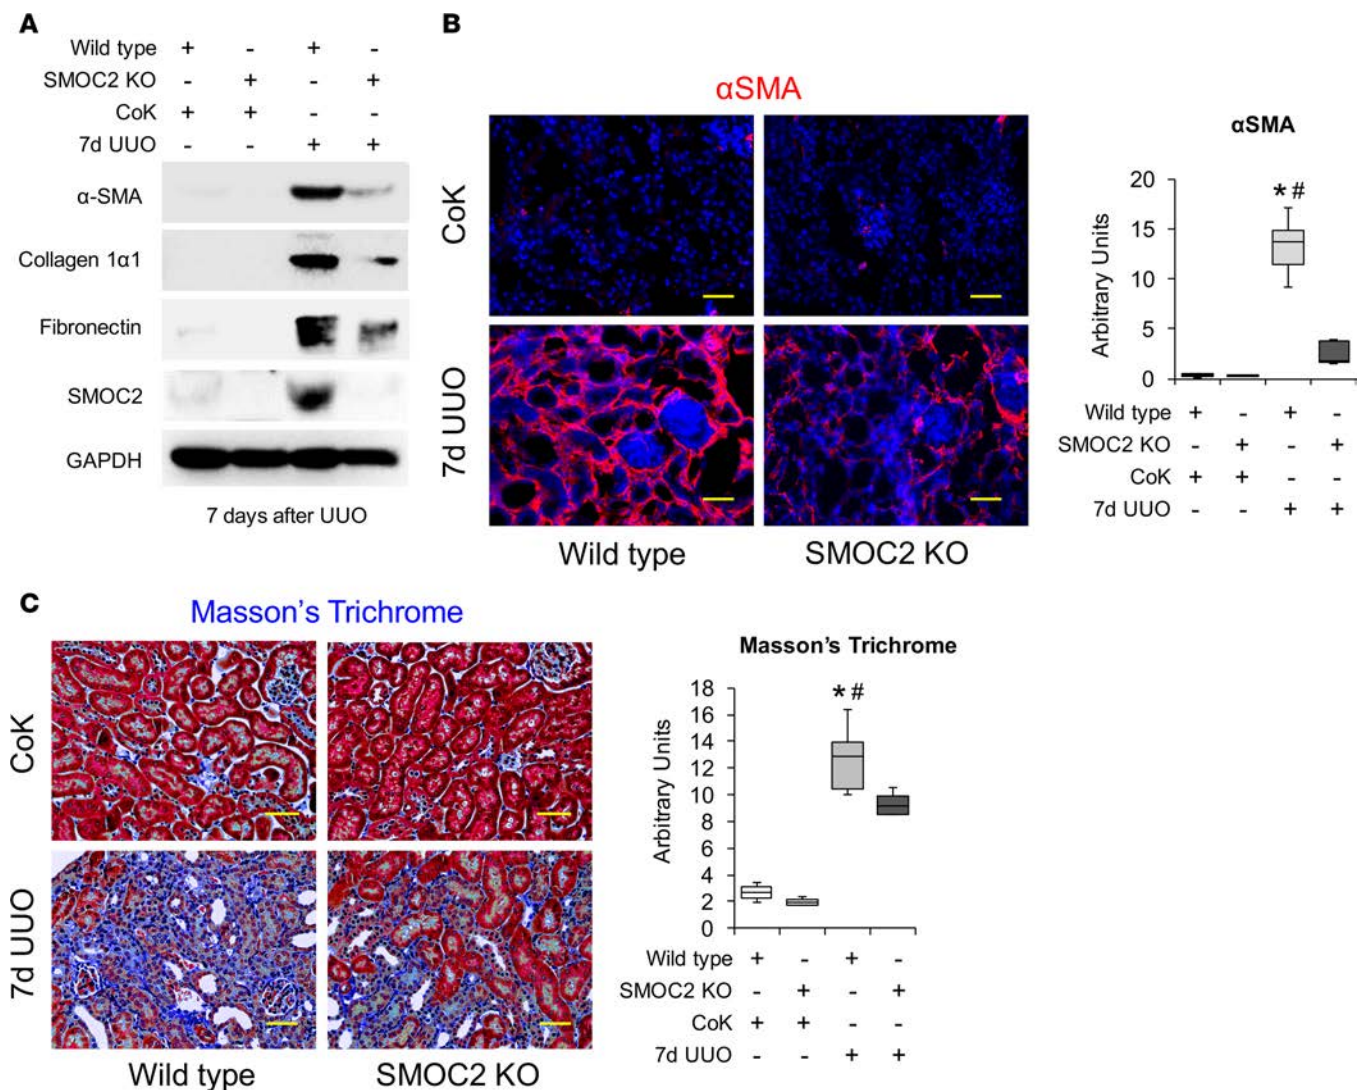 A
Wild type + - + -
SMOC2 KO - + - +
CoK + + - -
7d UUO - - + +
α-SMA
Collagen 1α1
Fibronectin
SMOC2
GAPDH
7 days after UUO
B
αSMA
CoK
7d UUO
Wild type SMOC2 KO
αSMA
Arbitrary Units
20
15
10
5
0
* #
Wild type + - + -
SMOC2 KO - + - +
CoK + + - -
7d UUO - - + +
C
Masson's Trichrome
CoK
7d UUO
Wild type SMOC2 KO
Masson's Trichrome
Arbitrary Units
18
16
14
12
10
8
6
4
2
0
* #
Wild type + - + -
SMOC2 KO - + - +
CoK + + - -
7d UUO - - + +